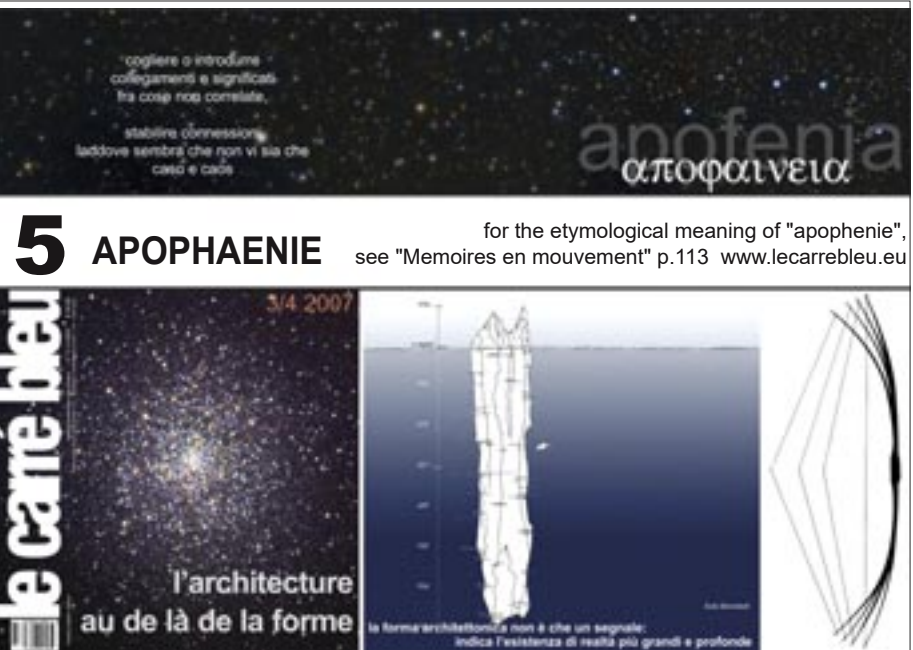 cogliere o introdurre
collegamenti e significati
fra cose non correlate,
stabilire connessioni
laddove sembra che non vi sia che
caso e caos
apofenia
αποφαινεια
5 APOPHAENIE
for the etymological meaning of "apophenie",
see "Memoires en mouvement" p.113 www.lecarrebleu.eu
le carré bleu
3/4 2007
l'architecture
au de là de la forme
la forma architettonica non è che un segnale:
indica l'esistenza di realtà più grandi e profonde